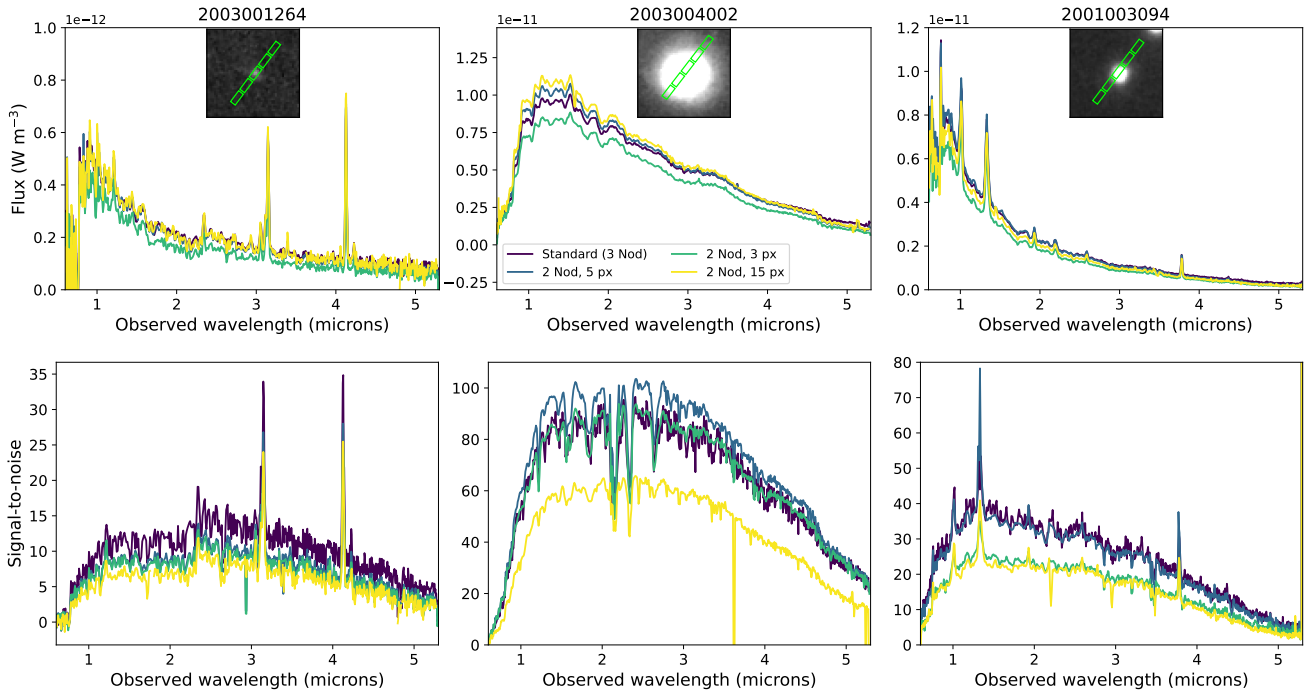 2003001264
2003004002
2001003094
1e−12
1e−11
1e−11
Flux (W m−3)
1.0
0.8
0.6
0.4
0.2
0.0
1 2 3 4 5
Observed wavelength (microns)
1.25
1.00
0.75
0.50
0.25
0.00
−0.25
Standard (3 Nod)
2 Nod, 5 px
2 Nod, 3 px
2 Nod, 15 px
1 2 3 4 5
Observed wavelength (microns)
1.2
1.0
0.8
0.6
0.4
0.2
0.0
1 2 3 4 5
Observed wavelength (microns)
Signal-to-noise
35
30
25
20
15
10
5
0
1 2 3 4 5
Observed wavelength (microns)
100
80
60
40
20
0
1 2 3 4 5
Observed wavelength (microns)
80
70
60
50
40
30
20
10
0
1 2 3 4 5
Observed wavelength (microns)